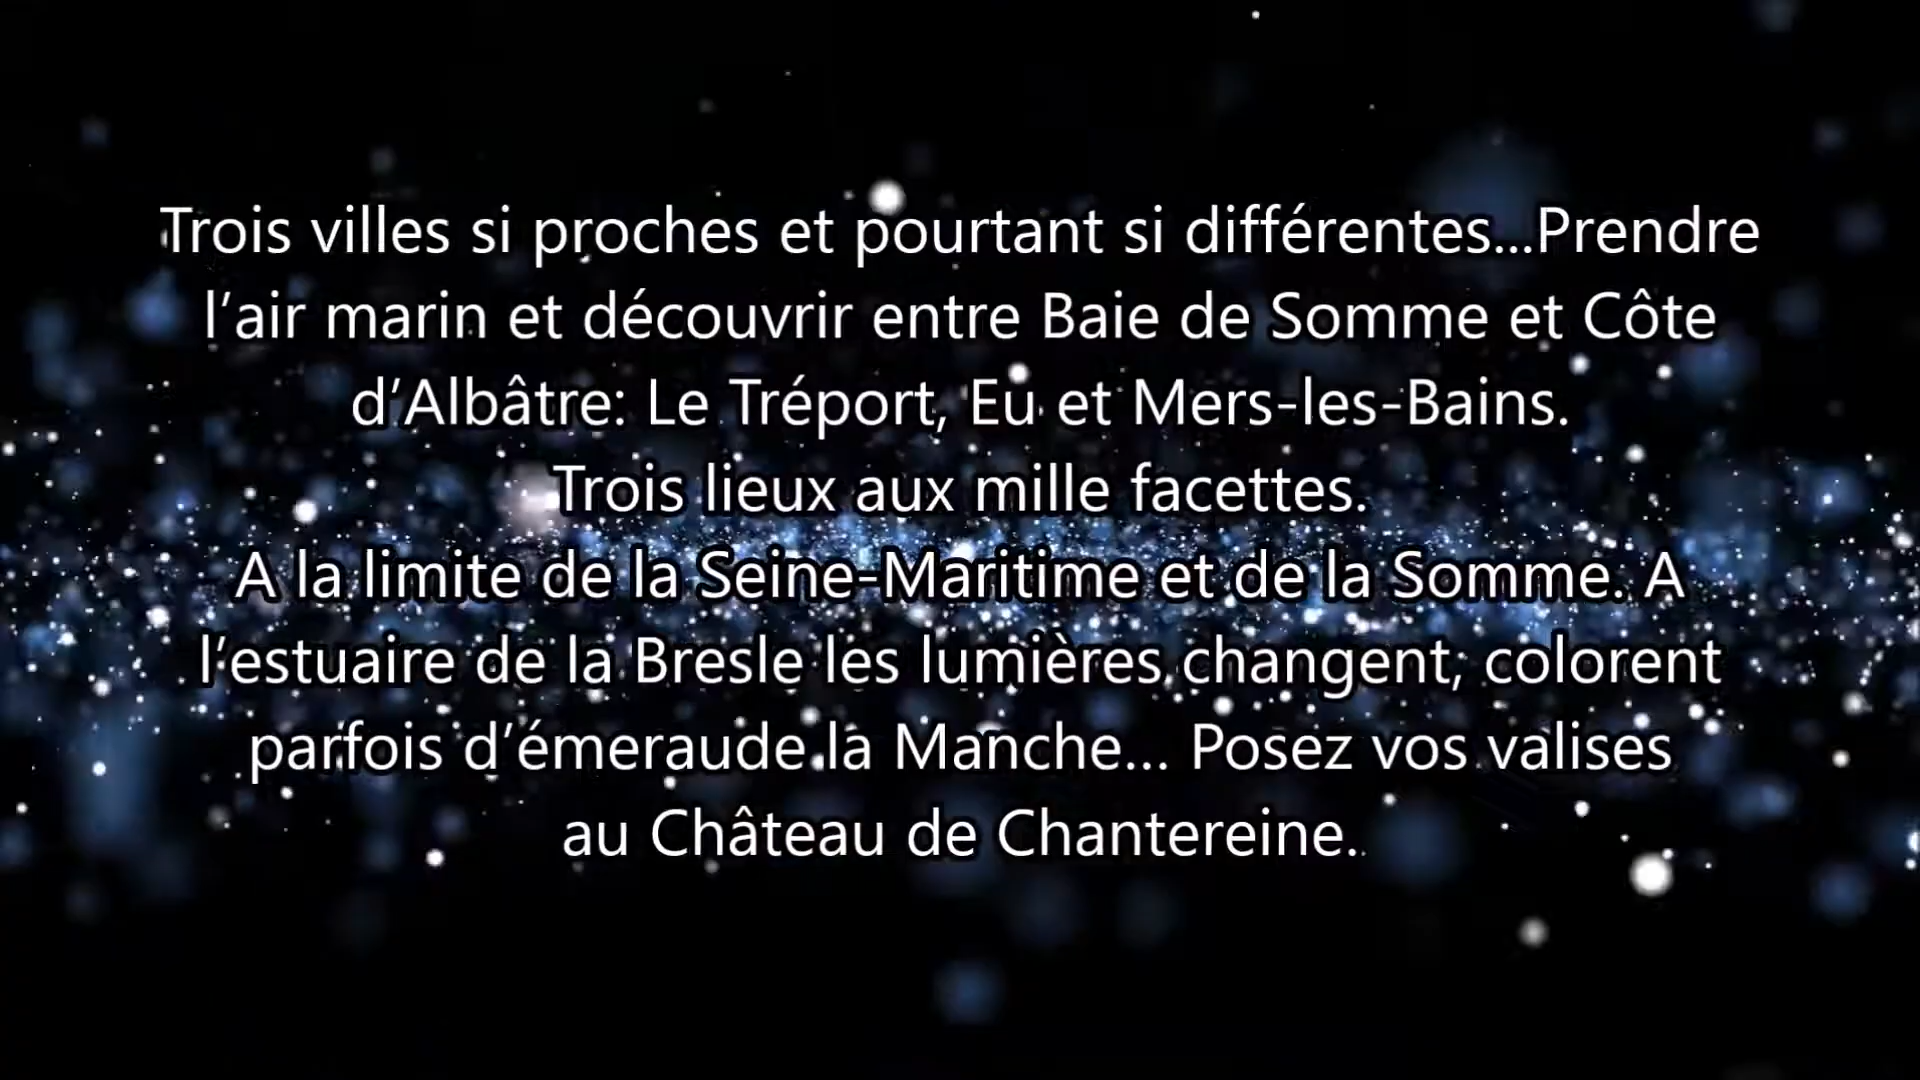 Trois villes si proches et pourtant si différentes...Prendre
l’air marin et découvrir entre Baie de Somme et Côte
d’Albâtre: Le Tréport, Eu et Mers-les-Bains.
Trois lieux aux mille facettes.
A la limite de la Seine-Maritime et de la Somme. A
l’estuaire de la Bresle les lumières changent, colorent
parfois d’émeraude la Manche... Posez vos valises
au Château de Chantereine.